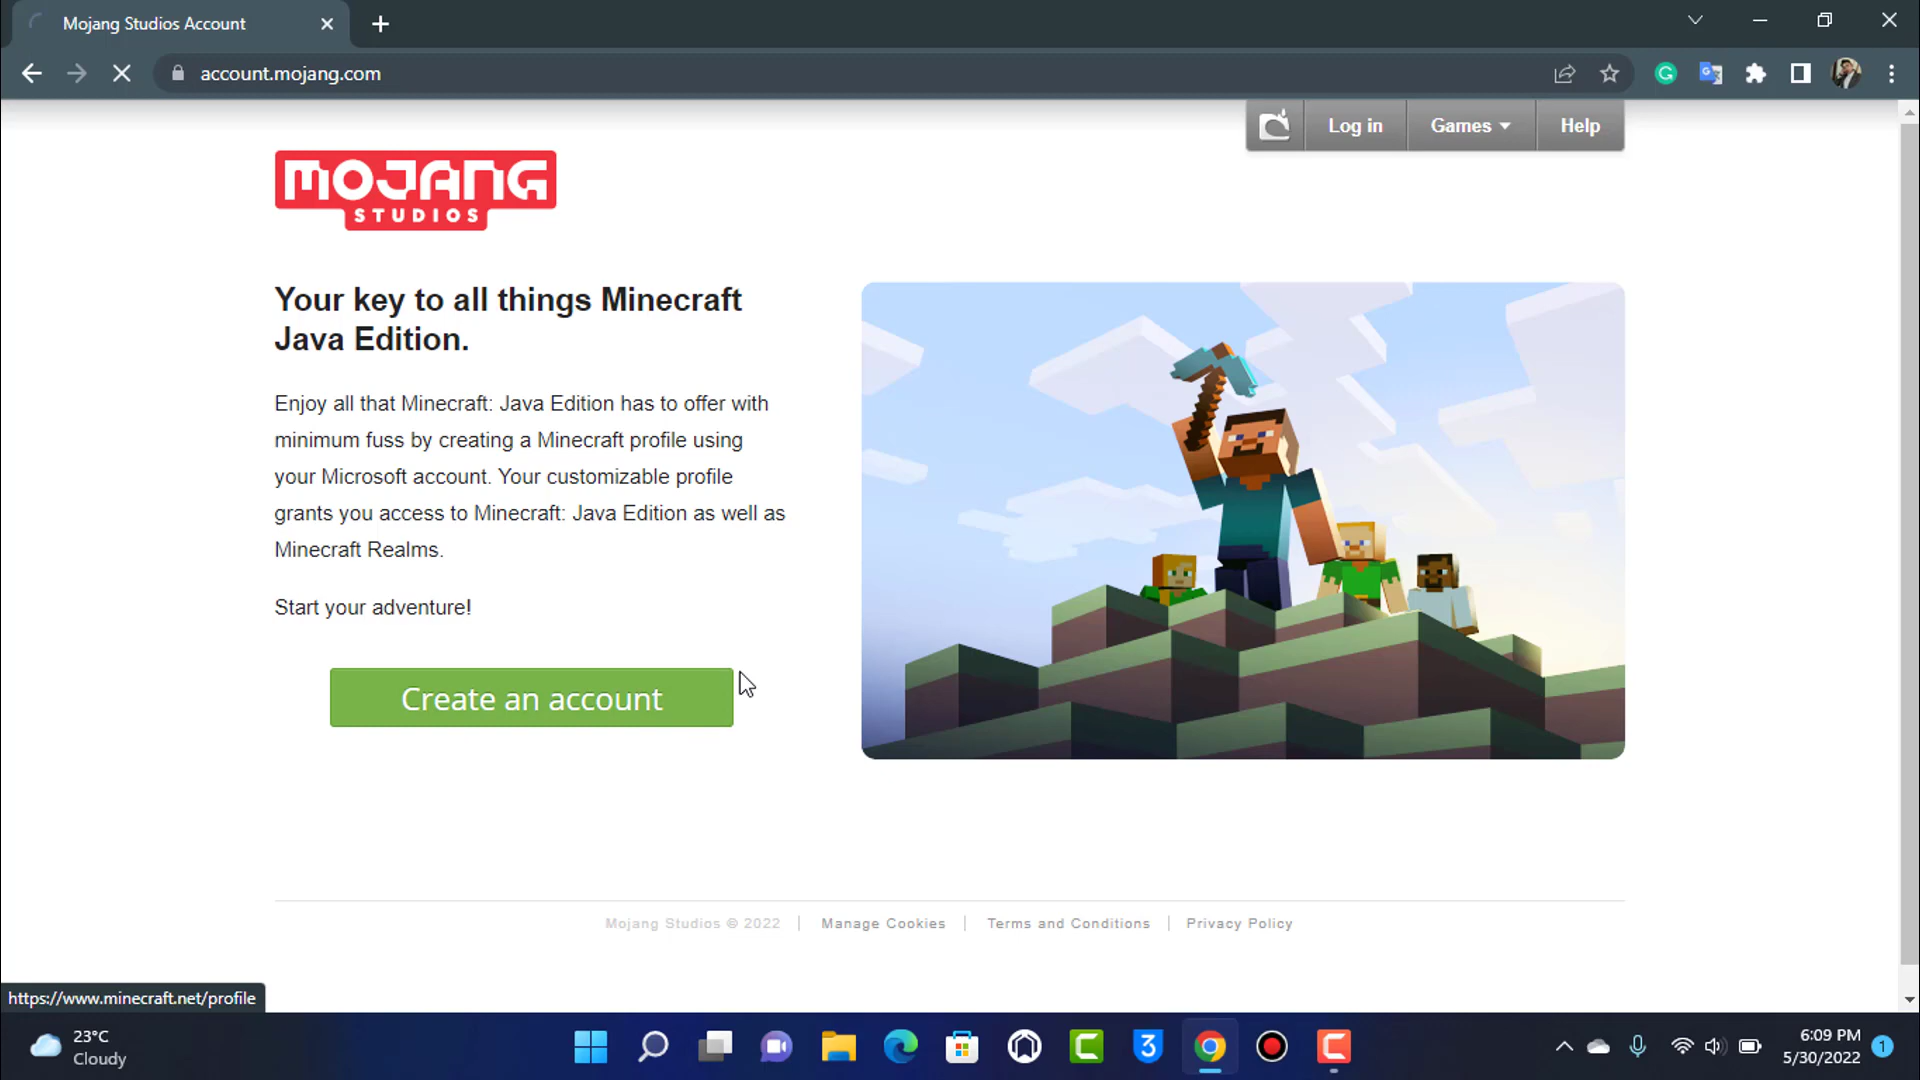 Mojang Studios Account
account.mojang.com
Log in
Games
Help
MOJANG
STUDIOS
Your key to all things Minecraft
Java Edition.
Enjoy all that Minecraft: Java Edition has to offer with
minimum fuss by creating a Minecraft profile using
your Microsoft account. Your customizable profile
grants you access to Minecraft: Java Edition as well as
Minecraft Realms.
Start your adventure!
Create an account
Mojang Studios © 2022 | Manage Cookies | Terms and Conditions | Privacy Policy
https://www.minecraft.net/profile
23°C
Cloudy
3
6:09 PM
5/30/2022
1